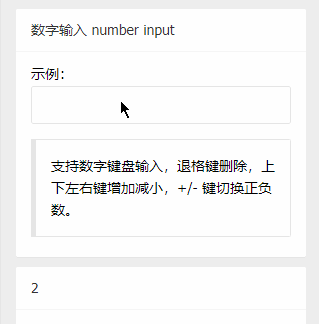 数字输入 number input
示例：
支持数字键盘输入，退格键删除，上
下左右键增加减小，+/- 键切换正负
数。
2